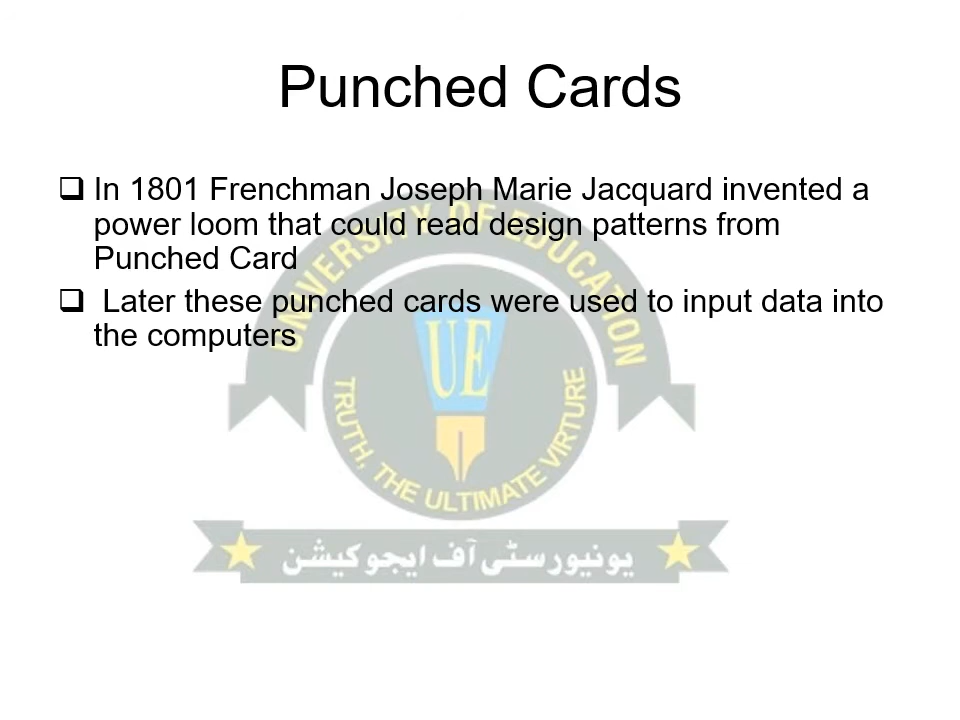 Punched Cards
❑ In 1801 Frenchman Joseph Marie Jacquard invented a
power loom that could read design patterns from
Punched Card
❑ Later these punched cards were used to input data into
the computers
UNIVERSITY OF EDUCATION
UE
TRUTH, THE ULTIMATE VIRTURE
یونیورسٹی آف ایجوکیشن